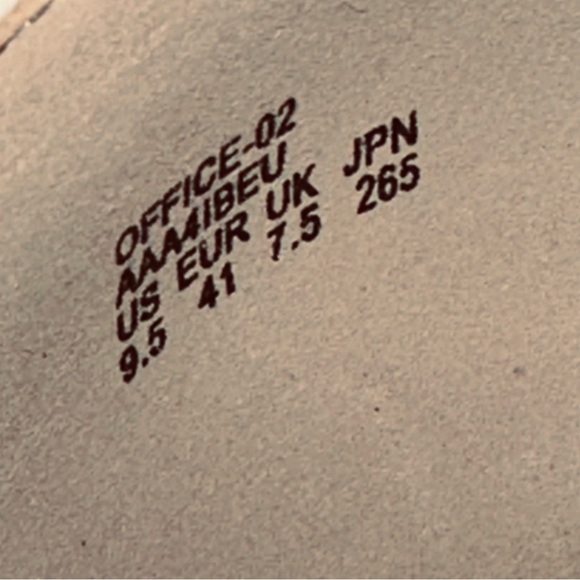 OFFICE-02
AAA4IBEU
US EUR UK JPN
9.5 41 7.5 265